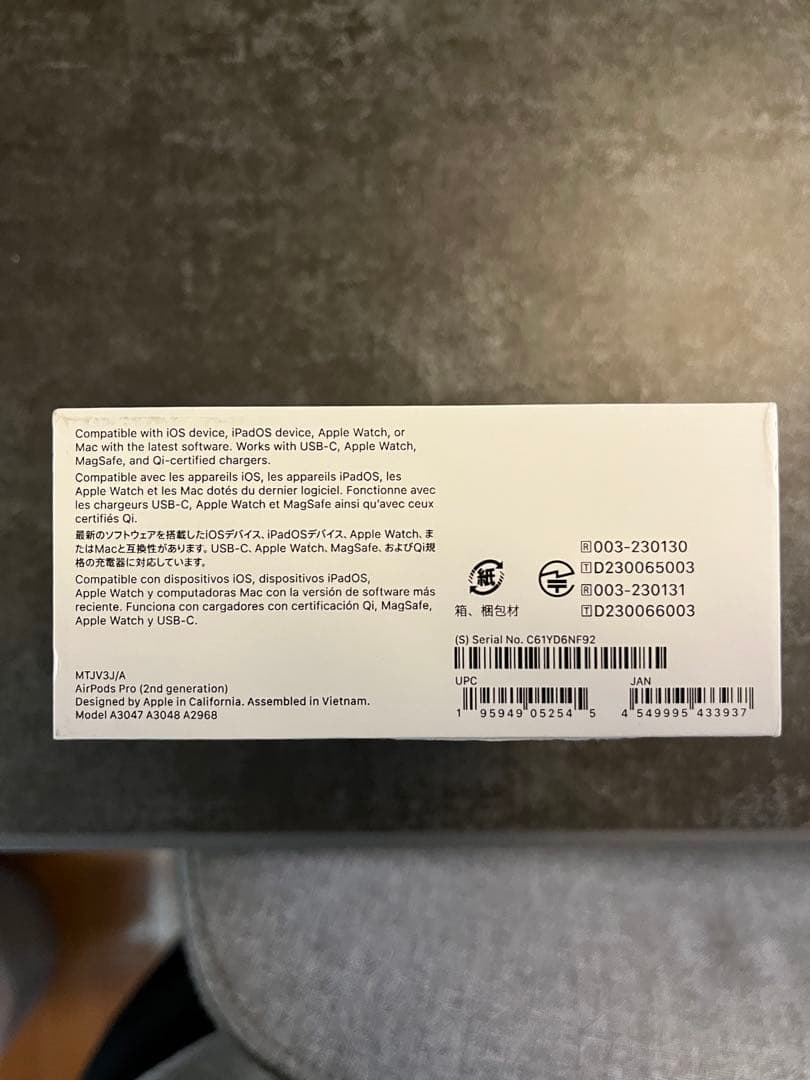 Compatible with iOS device, iPadOS device, Apple Watch, or
Mac with the latest software. Works with USB-C, Apple Watch,
MagSafe, and Qi-certified chargers.
Compatible avec les appareils iOS, les appareils iPadOS, les
Apple Watch et les Mac dotés du dernier logiciel. Fonctionne avec
les chargeurs USB-C, Apple Watch et MagSafe ainsi qu'avec ceux
certifiés Qi.
最新のソフトウェアを搭載したiOSデバイス、iPadOSデバイス、Apple Watch、ま
たはMacと互換性があります。USB-C、Apple Watch、MagSafe、およびQi規
格の充電器に対応しています。
Compatible con dispositivos iOS, dispositivos iPadOS,
Apple Watch y computadoras Mac con la versión de software más
reciente. Funciona con cargadores con certificación Qi, MagSafe,
Apple Watch y USB-C.
MTJV3J/A
AirPods Pro (2nd generation)
Designed by Apple in California. Assembled in Vietnam.
Model A3047 A3048 A2968
紙
箱、梱包材
R 003-230130
T D230065003
R 003-230131
T D230066003
(S) Serial No. C61YD6NF92
UPC
1 95949 05254 5
JAN
4 549995 433937